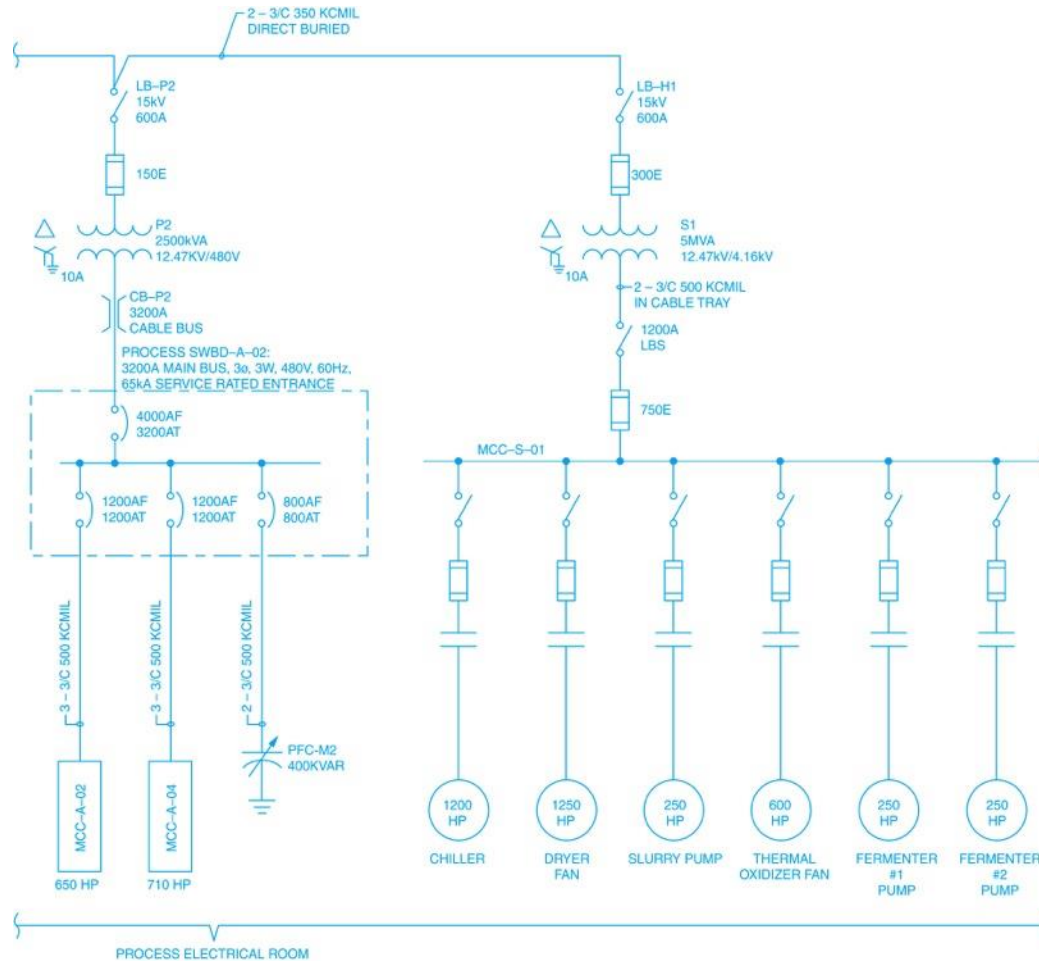 2 – 3/C 350 KCMIL
DIRECT BURIED
LB–P2
15kV
600A
LB–H1
15kV
600A
150E
300E
P2
2500kVA
12.47KV/480V
10A
S1
5MVA
12.47kV/4.16kV
10A
CB–P2
3200A
CABLE BUS
2 – 3/C 500 KCMIL
IN CABLE TRAY
1200A
LBS
PROCESS SWBD–A–02:
3200A MAIN BUS, 3ø, 3W, 480V, 60Hz,
65kA SERVICE RATED ENTRANCE
4000AF
3200AT
750E
MCC–S–01
1200AF
1200AT
1200AF
1200AT
800AF
800AT
3 – 3/C 500 KCMIL
3 – 3/C 500 KCMIL
2 – 3/C 500 KCMIL
PFC-M2
400KVAR
MCC–A–02
MCC–A–04
650 HP
710 HP
1200
HP
1250
HP
250
HP
600
HP
250
HP
250
HP
CHILLER
DRYER
FAN
SLURRY PUMP
THERMAL
OXIDIZER FAN
FERMENTER
#1
PUMP
FERMENTER
#2
PUMP
PROCESS ELECTRICAL ROOM